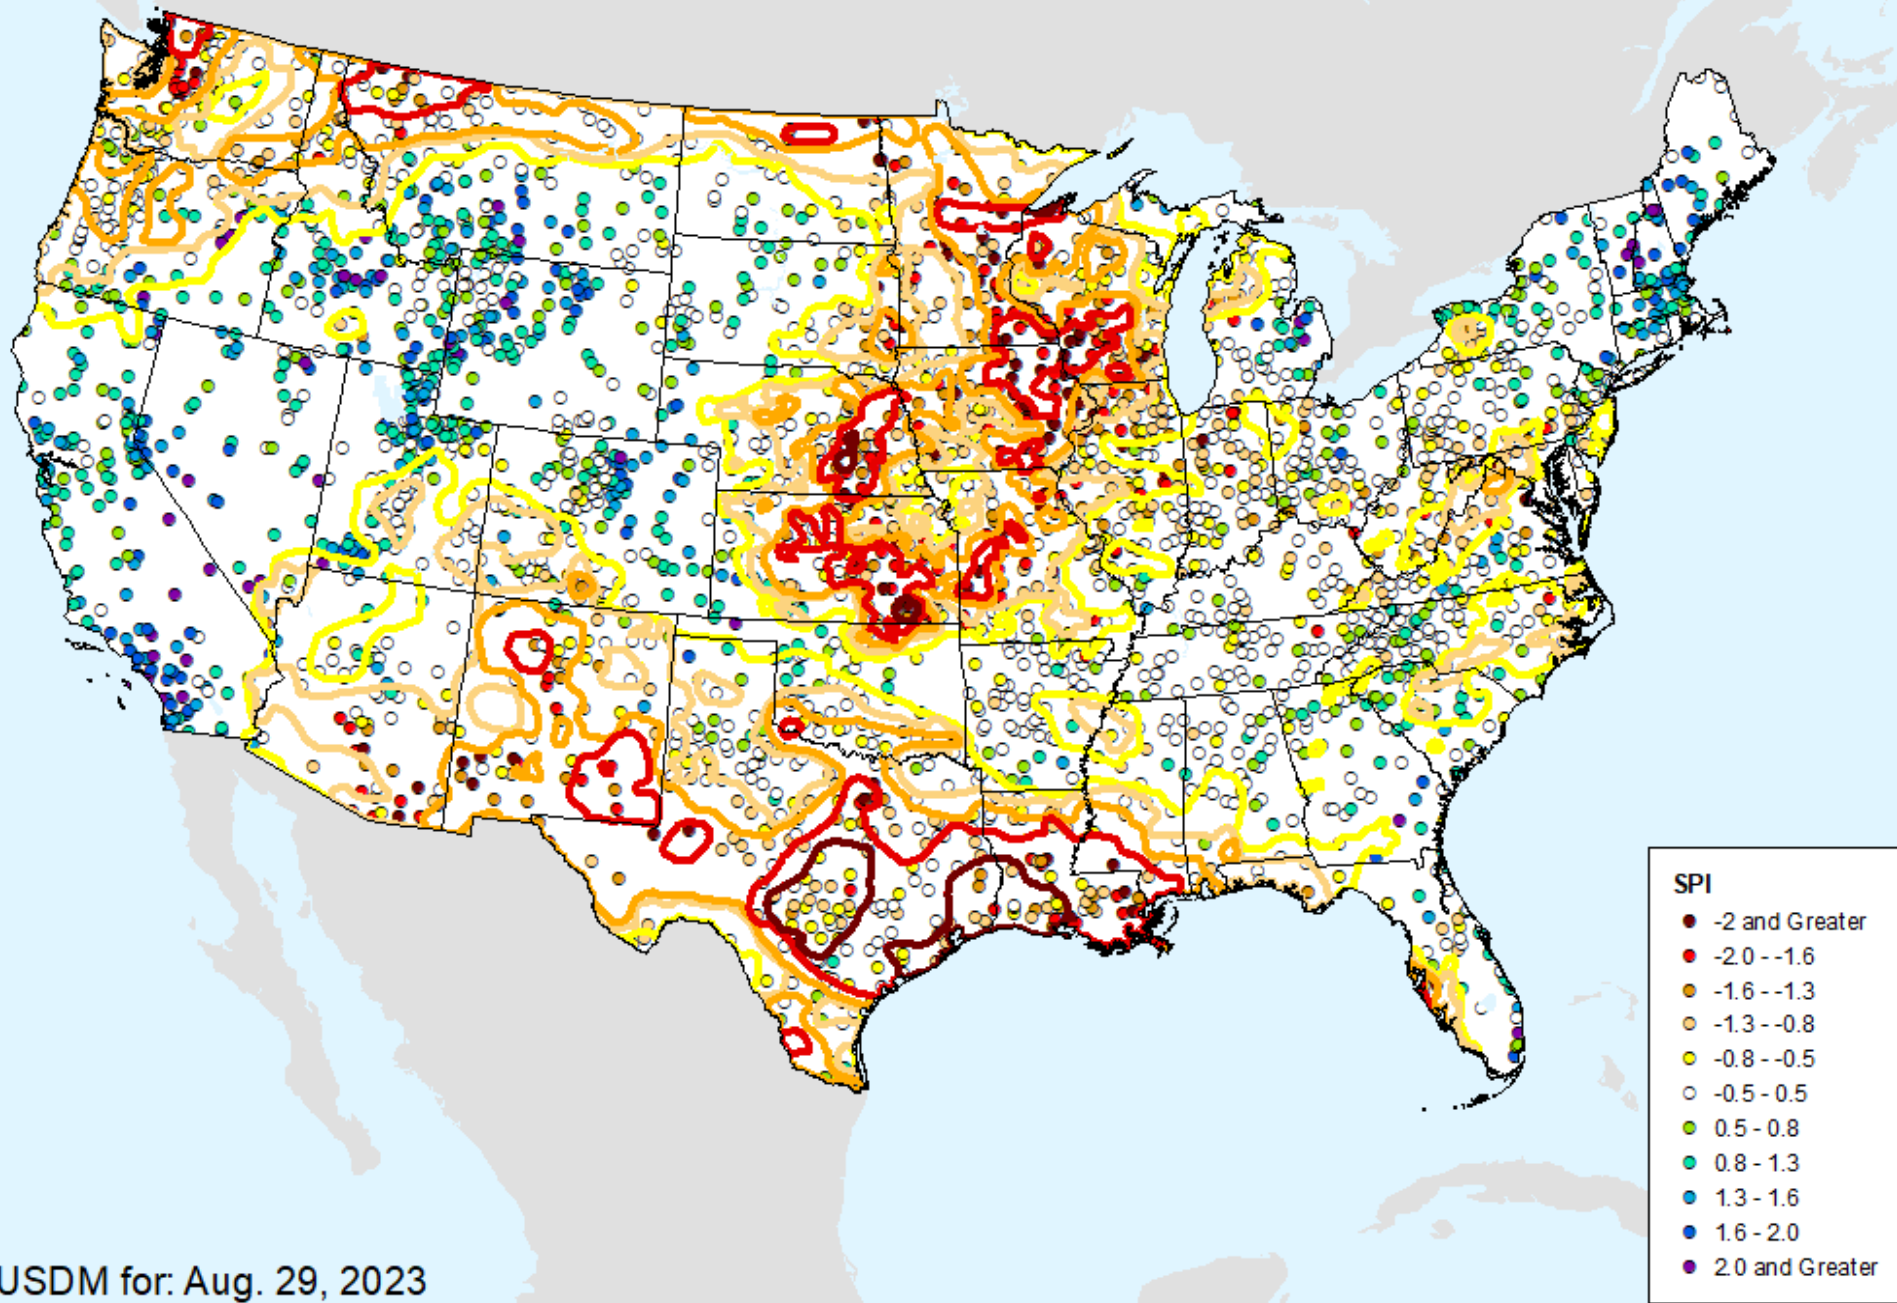 SPI
-2 and Greater
-2.0 - -1.6
-1.6 - -1.3
-1.3 - -0.8
-0.8 - -0.5
-0.5 - 0.5
0.5 - 0.8
0.8 - 1.3
1.3 - 1.6
1.6 - 2.0
2.0 and Greater
USDM for: Aug. 29, 2023